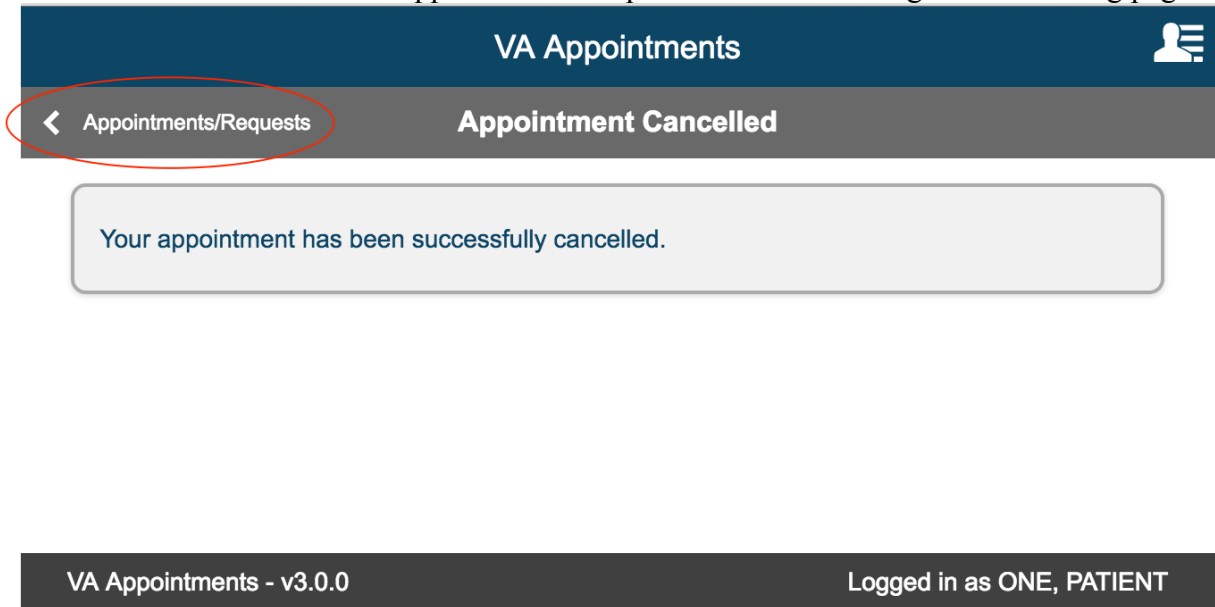 VA Appointments
Appointments/Requests Appointment Cancelled
Your appointment has been successfully cancelled.
VA Appointments - v3.0.0 Logged in as ONE, PATIENT